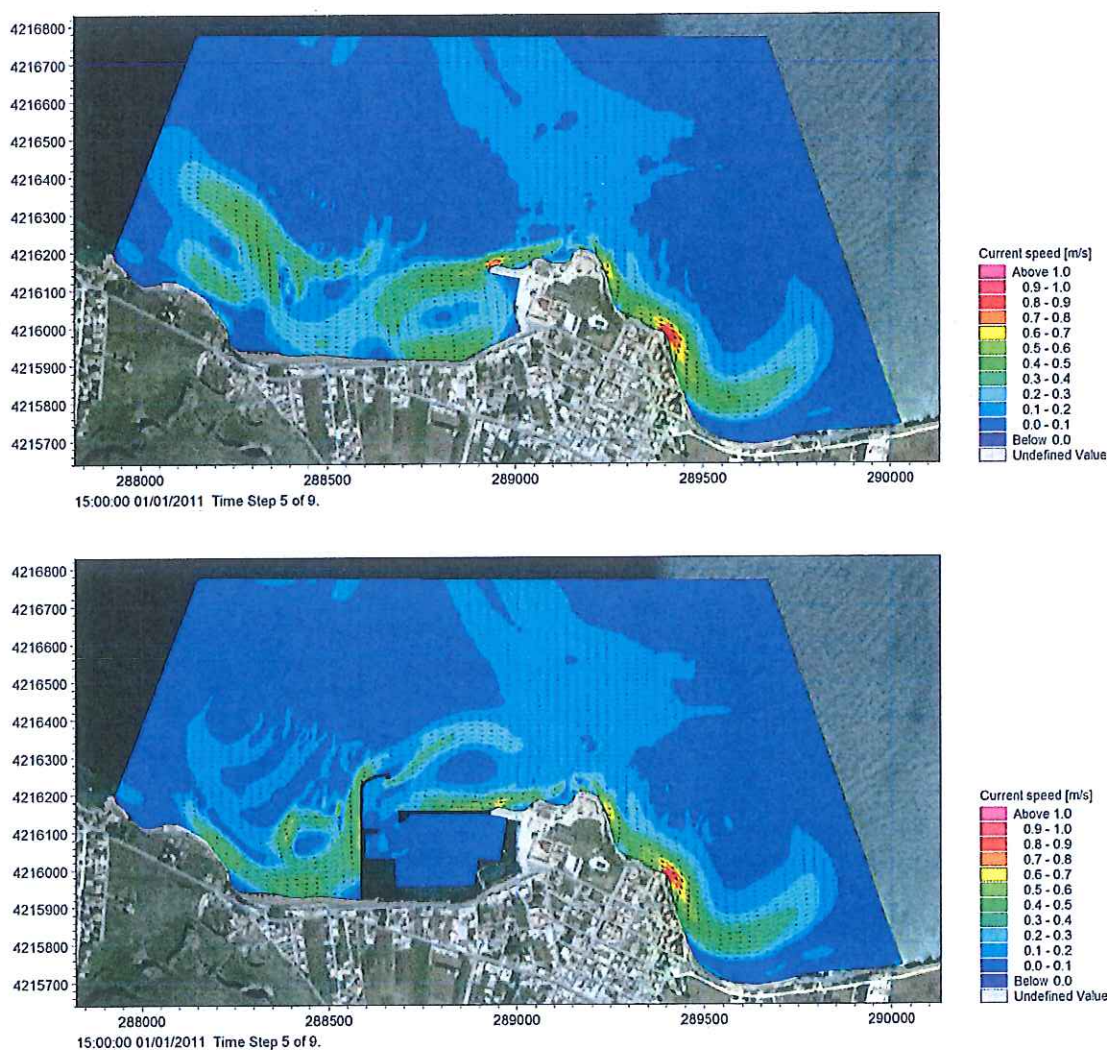 4216800
4216700
4216600
4216500
4216400
4216300
4216200
4216100
4216000
4215900
4215800
4215700
288000 288500 289000 289500 290000
15:00:00 01/01/2011 Time Step 5 of 9.
Current speed [m/s]
Above 1.0
0.9 - 1.0
0.8 - 0.9
0.7 - 0.8
0.6 - 0.7
0.5 - 0.6
0.4 - 0.5
0.3 - 0.4
0.2 - 0.3
0.1 - 0.2
0.0 - 0.1
Below 0.0
Undefined Value
4216800
4216700
4216600
4216500
4216400
4216300
4216200
4216100
4216000
4215900
4215800
4215700
288000 288500 289000 289500 290000
15:00:00 01/01/2011 Time Step 5 of 9.
Current speed [m/s]
Above 1.0
0.9 - 1.0
0.8 - 0.9
0.7 - 0.8
0.6 - 0.7
0.5 - 0.6
0.4 - 0.5
0.3 - 0.4
0.2 - 0.3
0.1 - 0.2
0.0 - 0.1
Below 0.0
Undefined Value